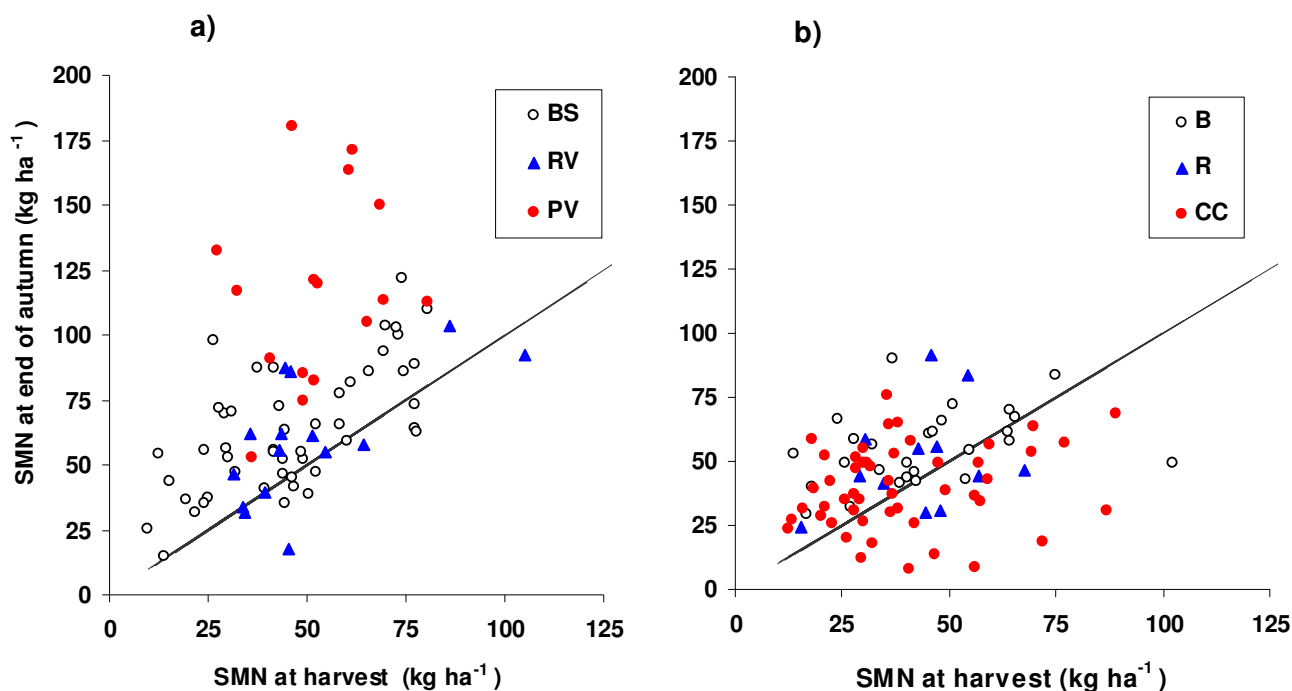 a)
SMN at end of autumn (kg ha⁻¹)
200
175
150
125
100
75
50
25
0
BS
RV
PV
0 25 50 75 100 125
SMN at harvest (kg ha⁻¹)
b)
200
175
150
125
100
75
50
25
0
B
R
CC
0 25 50 75 100 125
SMN at harvest (kg ha⁻¹)